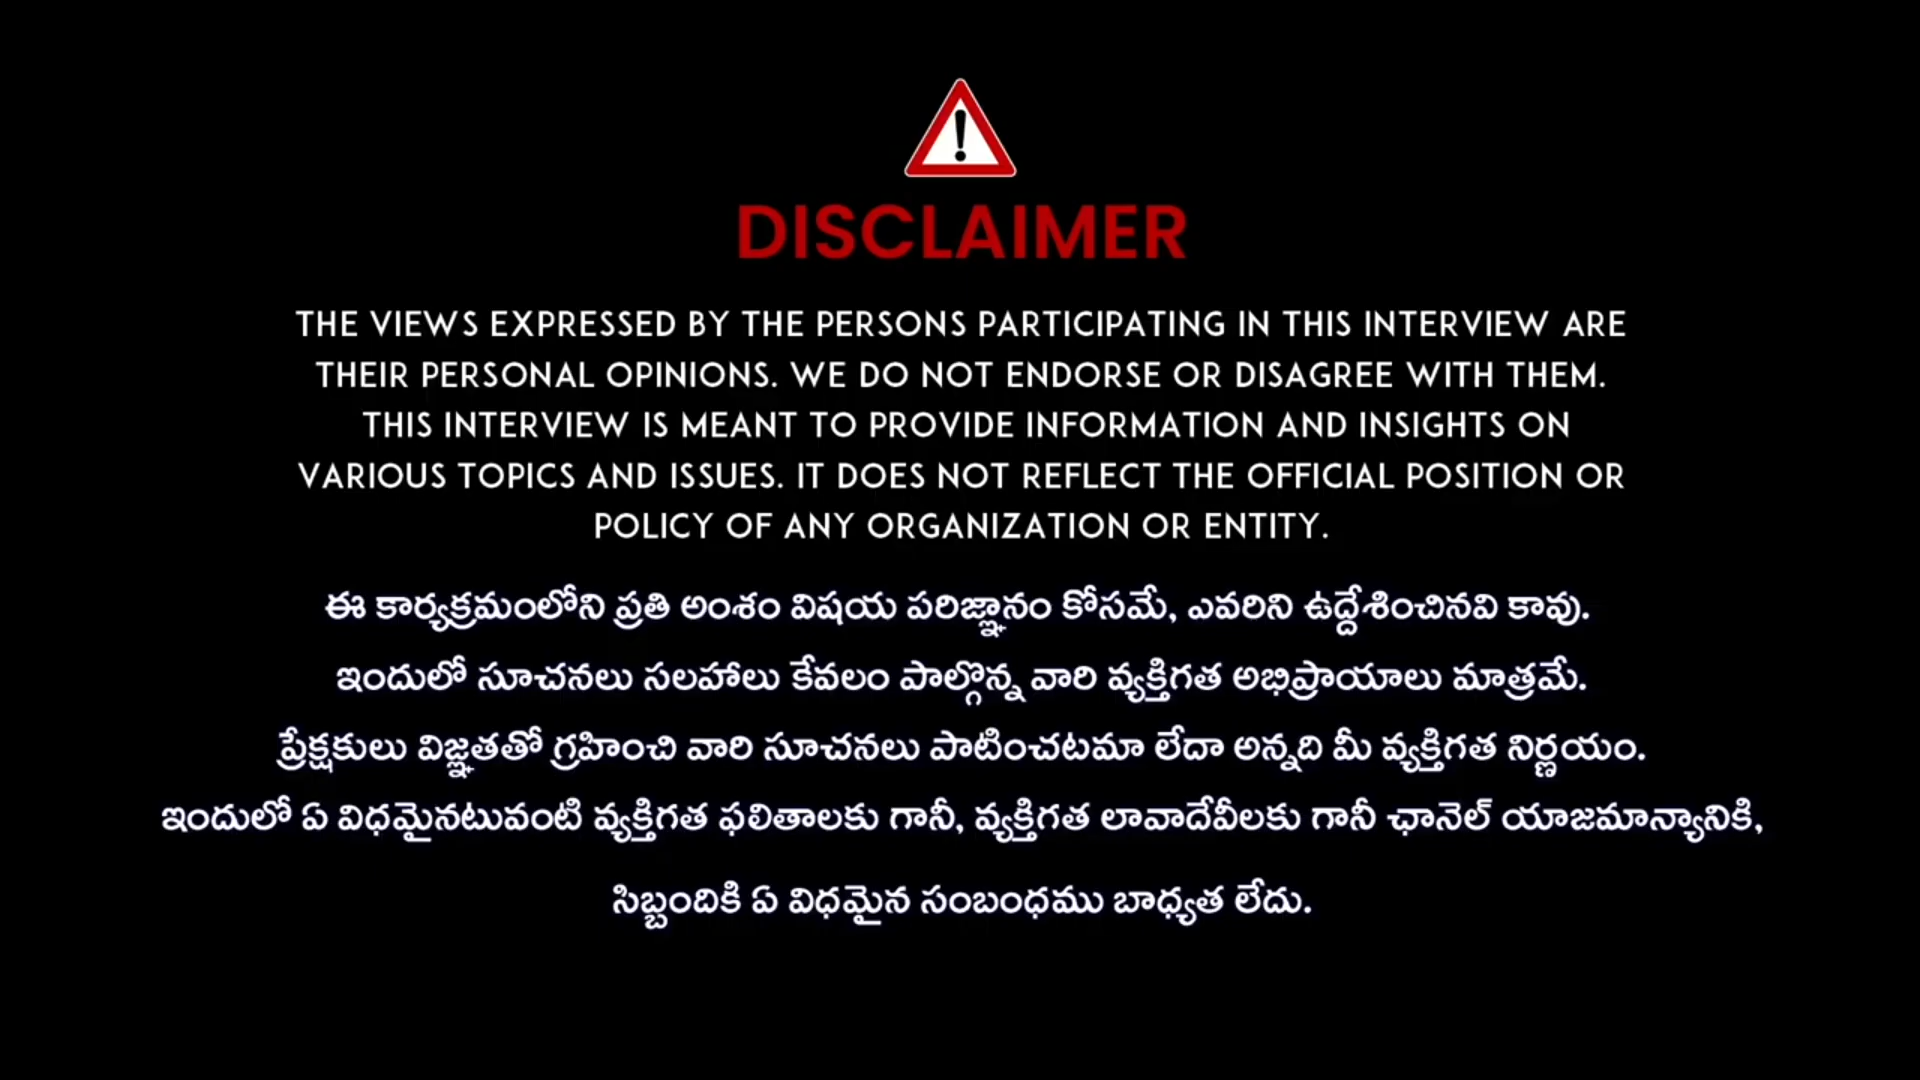 DISCLAIMER
THE VIEWS EXPRESSED BY THE PERSONS PARTICIPATING IN THIS INTERVIEW ARE
THEIR PERSONAL OPINIONS. WE DO NOT ENDORSE OR DISAGREE WITH THEM.
THIS INTERVIEW IS MEANT TO PROVIDE INFORMATION AND INSIGHTS ON
VARIOUS TOPICS AND ISSUES. IT DOES NOT REFLECT THE OFFICIAL POSITION OR
POLICY OF ANY ORGANIZATION OR ENTITY.
ఈ కార్యక్రమంలోని ప్రతి అంశం విషయ పరిజ్ఞానం కోసమే, ఎవరిని ఉద్దేశించినవి కావు.
ఇందులో సూచనలు సలహాలు కేవలం పాల్గొన్న వారి వ్యక్తిగత అభిప్రాయాలు మాత్రమే.
ప్రేక్షకులు విజ్ఞతతో గ్రహించి వారి సూచనలు పాటించటమా లేదా అన్నది మీ వ్యక్తిగత నిర్ణయం.
ఇందులో ఏ విధమైనటువంటి వ్యక్తిగత ఫలితాలకు గానీ, వ్యక్తిగత లావాదేవీలకు గానీ ఛానెల్ యాజమాన్యానికి,
సిబ్బందికి ఏ విధమైన సంబంధము బాధ్యత లేదు.